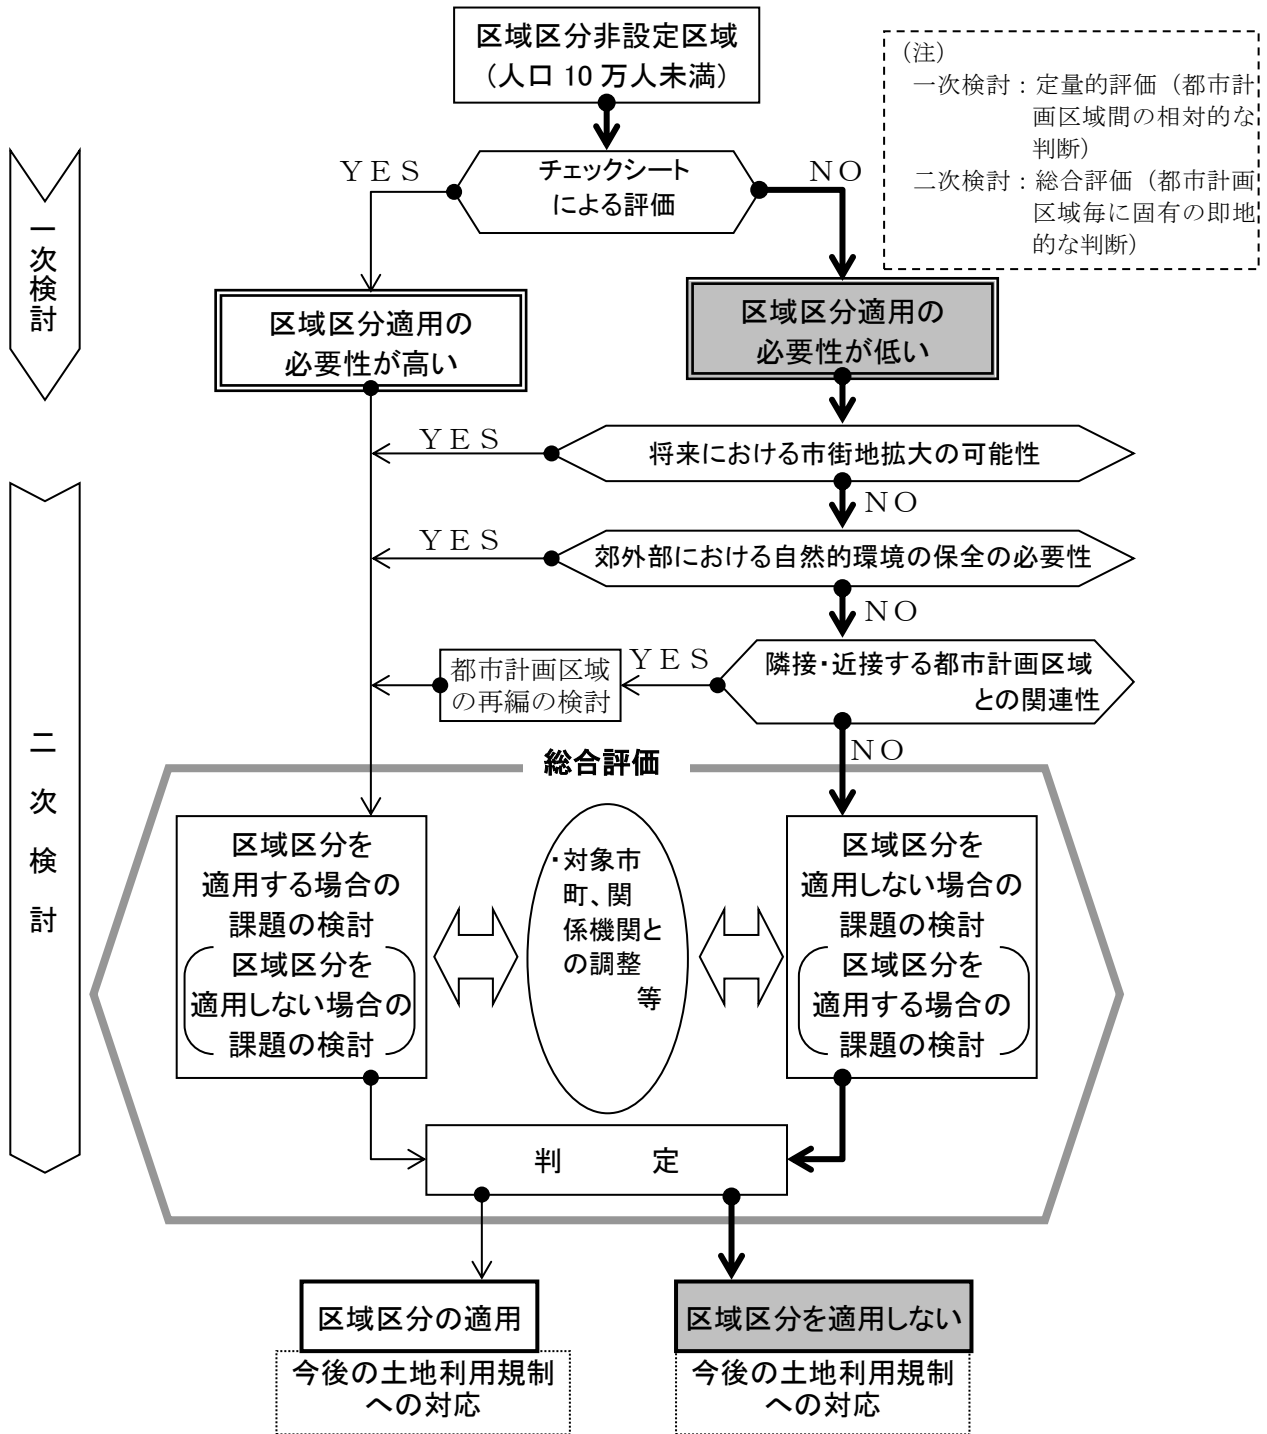 区域区分非設定区域
（人口 10 万人未満）
（注）
一次検討：定量的評価（都市計
画区域間の相対的な
判断）
二次検討：総合評価（都市計画
区域毎に固有の即地
的な判断）
一次検討
YES
チェックシート
による評価
NO
区域区分適用の
必要性が高い
区域区分適用の
必要性が低い
二次検討
YES
将来における市街地拡大の可能性
NO
YES
郊外部における自然的環境の保全の必要性
NO
都市計画区域
の再編の検討
YES
隣接・近接する都市計画区域
との関連性
NO
総合評価
区域区分を
適用する場合の
課題の検討
区域区分を
適用しない場合の
課題の検討
・対象市
町、関
係機関と
の調整
等
区域区分を
適用しない場合の
課題の検討
区域区分を
適用する場合の
課題の検討
判 定
区域区分の適用
今後の土地利用規制
への対応
区域区分を適用しない
今後の土地利用規制
への対応